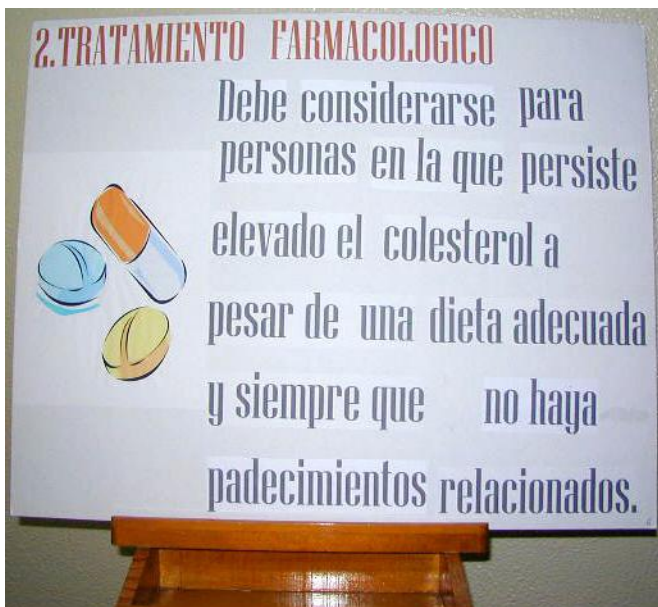 2.TRATAMIENTO FARMACOLOGICO
Debe considerarse para
personas en la que persiste
elevado el colesterol a
pesar de una dieta adecuada
y siempre que no haya
padecimientos relacionados.